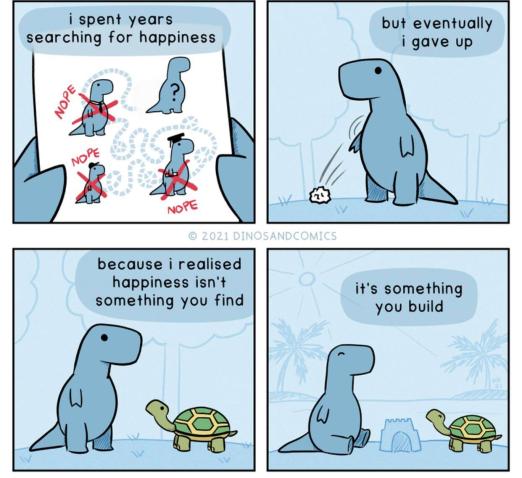 i spent years
searching for happiness
NOPE
?
NOPE
NOPE
but eventually
i gave up
© 2021 DINOSANDCOMICS
because i realised
happiness isn't
something you find
it's something
you build